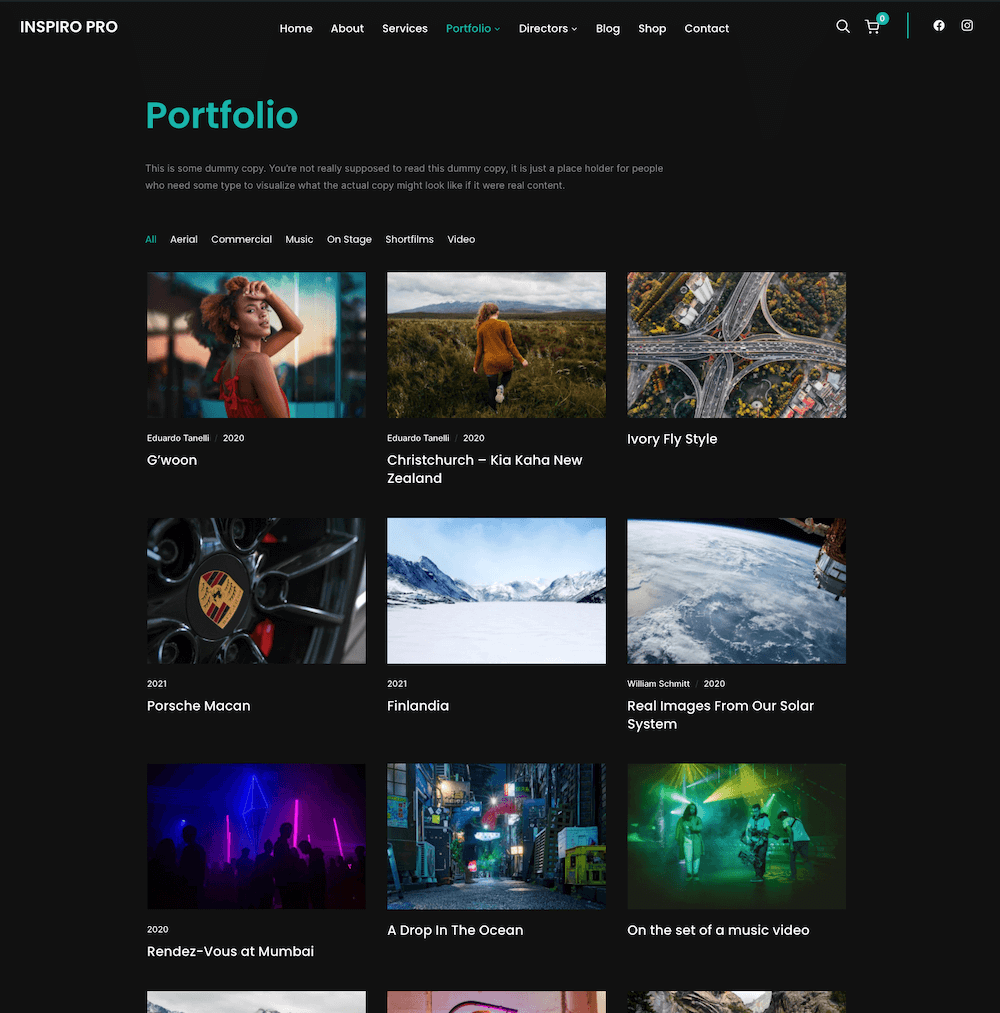 INSPIRO PRO
Home About Services Portfolio Directors Blog Shop Contact
0
Portfolio
This is some dummy copy. You're not really supposed to read this dummy copy, it is just a place holder for people
who need some type to visualize what the actual copy might look like if it were real content.
All Aerial Commercial Music On Stage Shortfilms Video
Eduardo Tanelli / 2020
G'woon
Eduardo Tanelli / 2020
Christchurch – Kia Kaha New
Zealand
Ivory Fly Style
2021
Porsche Macan
2021
Finlandia
William Schmitt / 2020
Real Images From Our Solar
System
2020
Rendez-Vous at Mumbai
A Drop In The Ocean
On the set of a music video